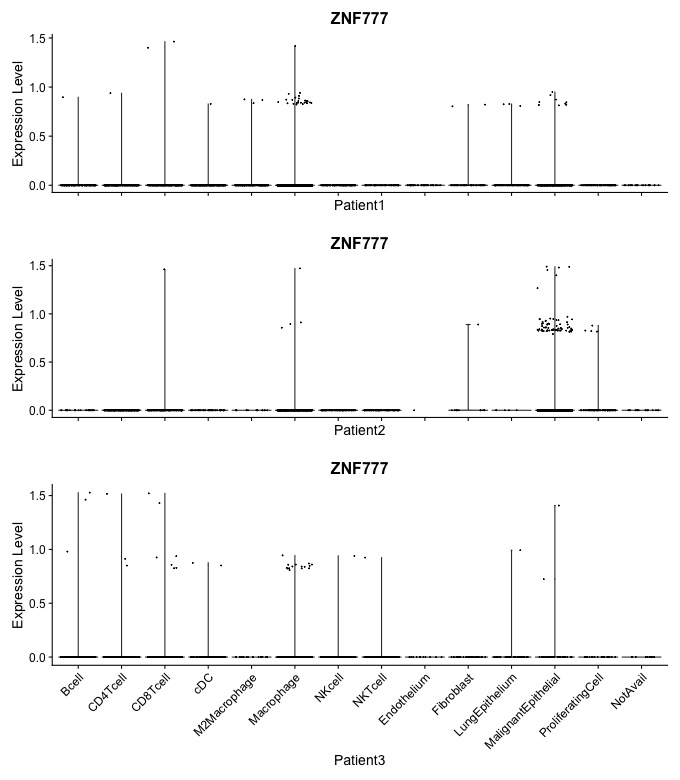 ZNF777
Expression Level
1.5
1.0
0.5
0.0
Patient1
ZNF777
Expression Level
1.5
1.0
0.5
0.0
Patient2
ZNF777
Expression Level
1.5
1.0
0.5
0.0
Bcell
CD4Tcell
CD8Tcell
cDC
M2Macrophage
Macrophage
NKcell
NKTcell
Endothelium
Fibroblast
LungEpithelium
MalignantEpithelial
ProliferatingCell
NotAvail
Patient3